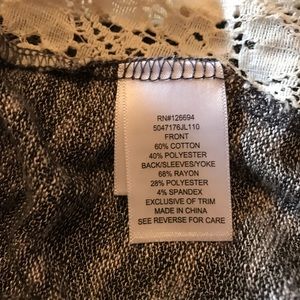 RN#126694
5047176JL110
FRONT
60% COTTON
40% POLYESTER
BACK/SLEEVES/YOKE
68% RAYON
28% POLYESTER
4% SPANDEX
EXCLUSIVE OF TRIM
MADE IN CHINA
SEE REVERSE FOR CARE